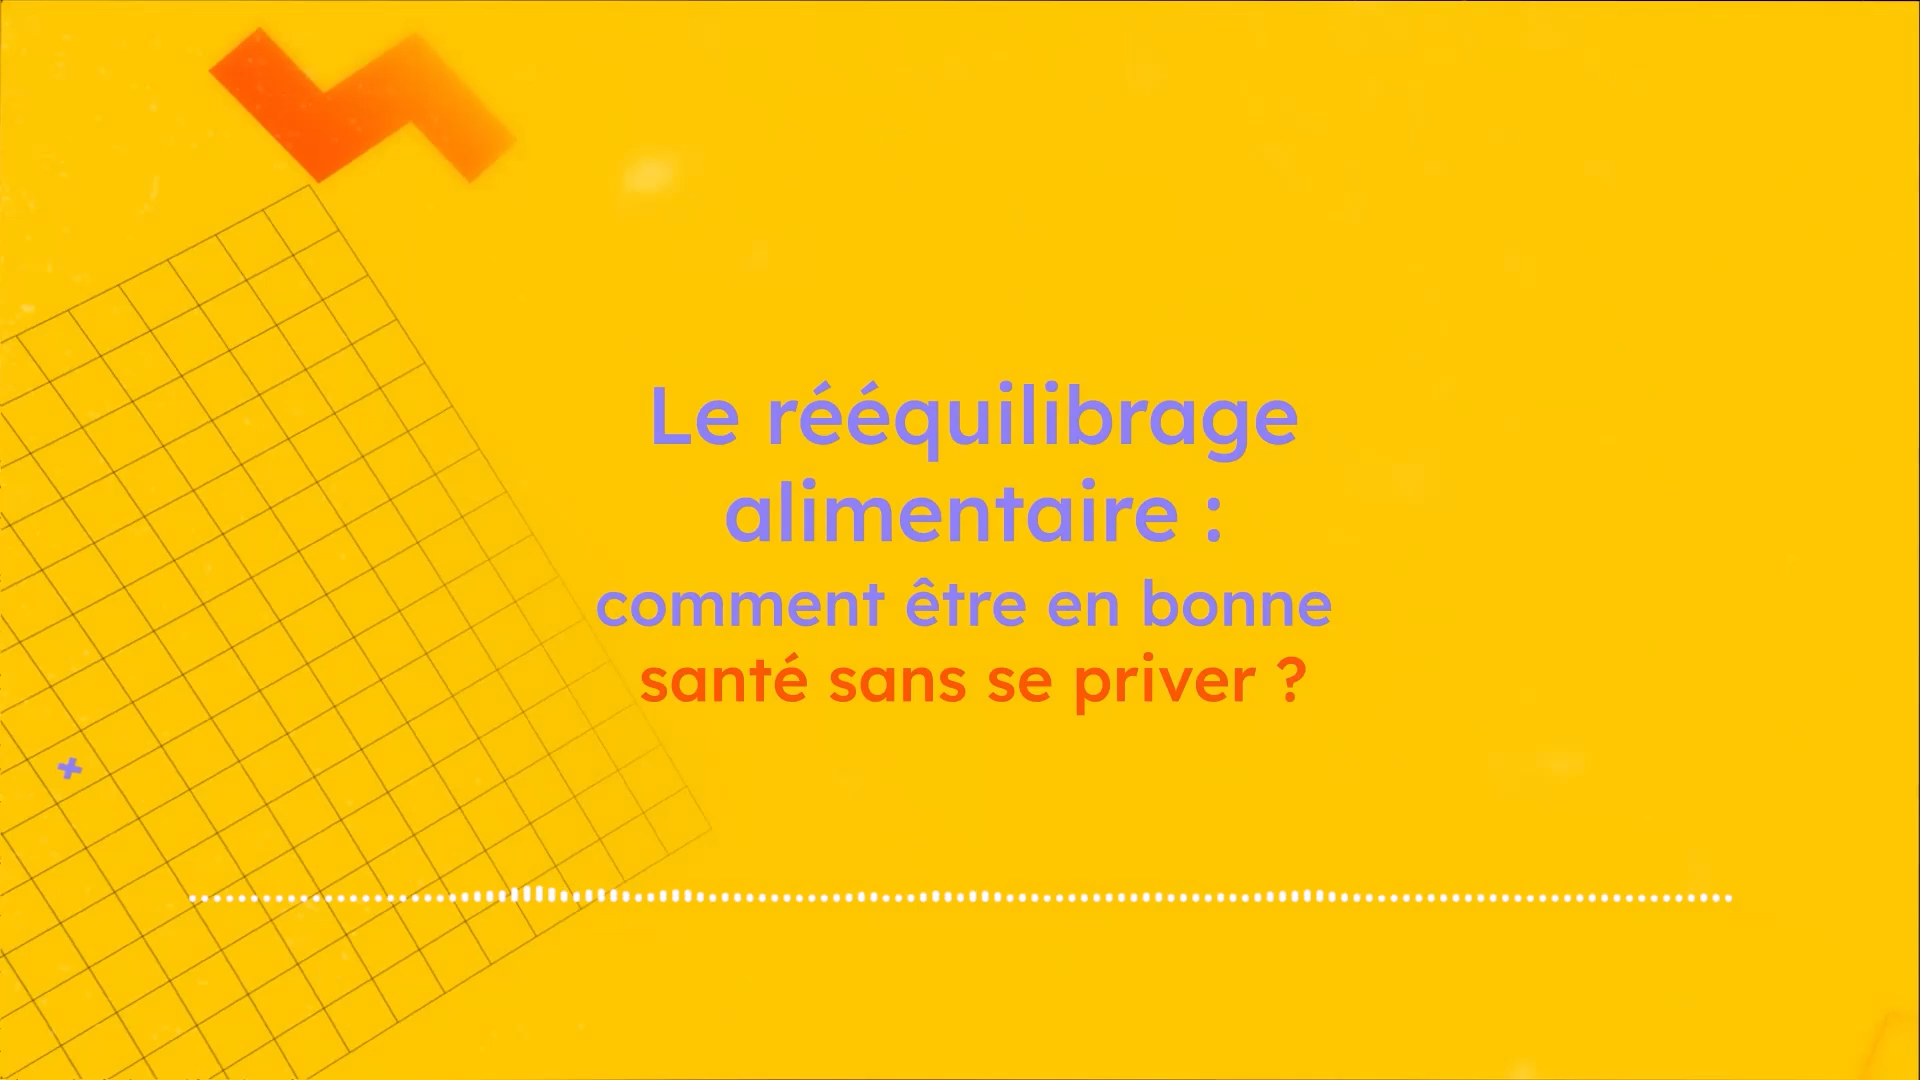 Le rééquilibrage
alimentaire :
comment être en bonne
santé sans se priver ?